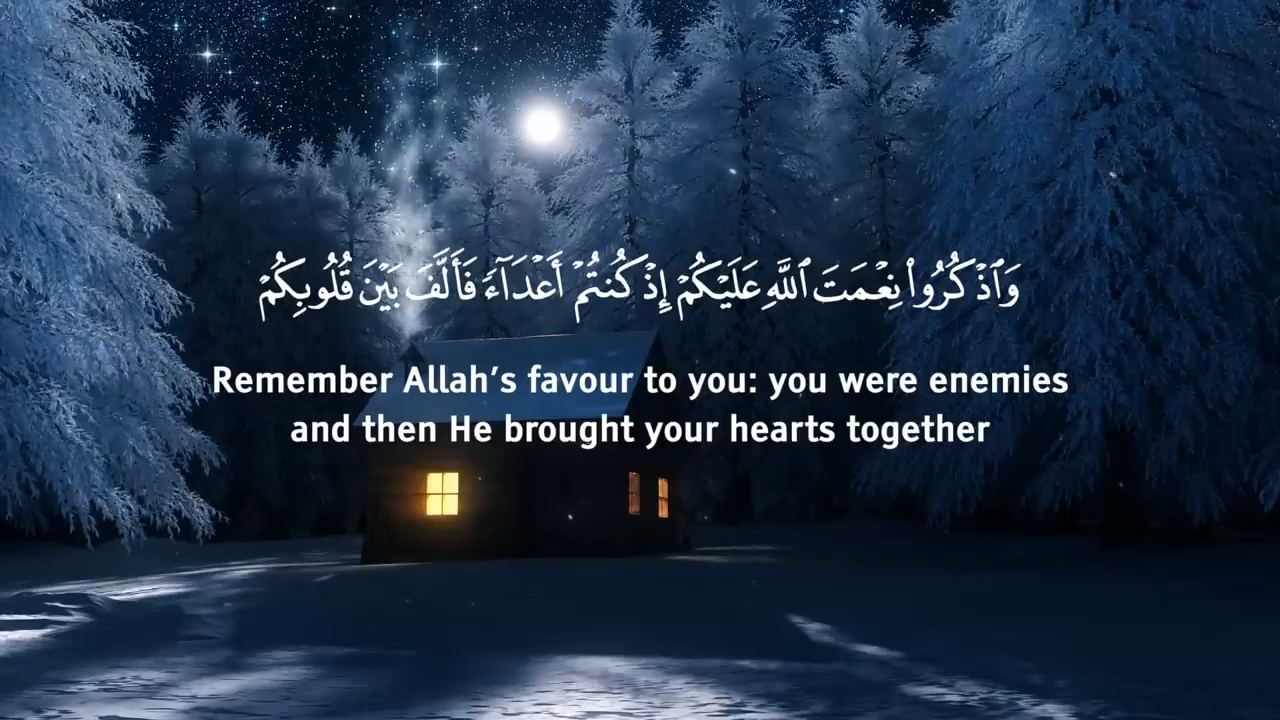 وَٱذْكُرُوا۟ نِعْمَتَ ٱللَّهِ عَلَيْكُمْ إِذْ كُنتُمْ أَعْدَآءً فَأَلَّفَ بَيْنَ قُلُوبِكُمْ
Remember Allah’s favour to you: you were enemies
and then He brought your hearts together